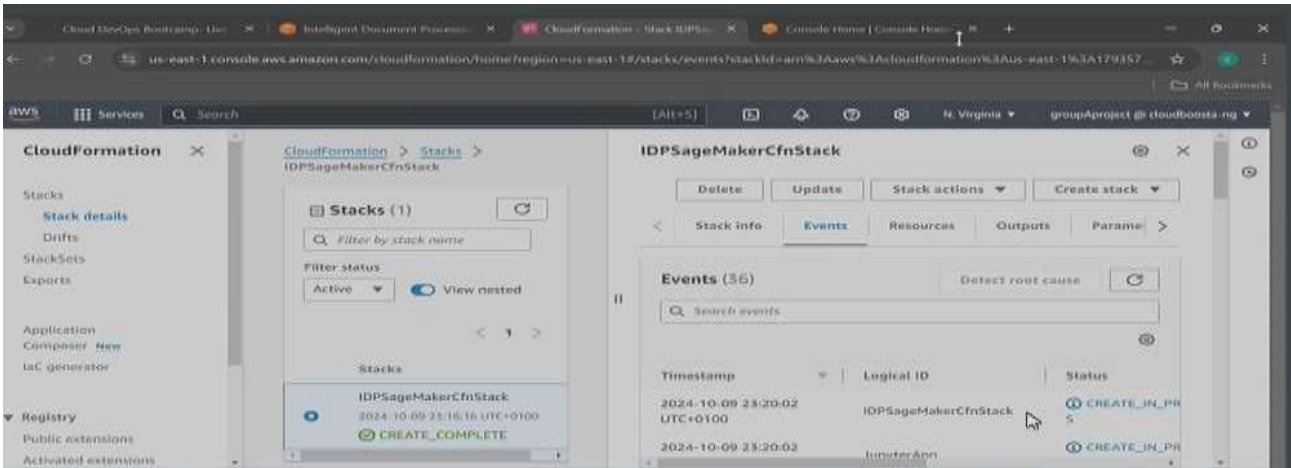 Cloud DevOps Bootcamp- Live
Intelligent Document Process
CloudFormation - Stack IDPSa
Console Home | Console Home
us-east-1.console.aws.amazon.com/cloudformation/home?region=us-east-1#/stacks/events?stackId=arn%3Aaws%3Acloudformation%3Aus-east-1%3A179357...
All Bookmarks
aws Services Search [Alt+S] N. Virginia groupAproject @ cloudboosta-ng
CloudFormation
Stacks
Stack details
Drifts
StackSets
Exports
Application
Composer New
IaC generator
Registry
Public extensions
Activated extensions
CloudFormation > Stacks >
IDPSageMakerCfnStack
Stacks (1)
Filter by stack name
Filter status
Active View nested
< 1 >
Stacks
IDPSageMakerCfnStack
2024-10-09 23:16:16 UTC+0100
CREATE_COMPLETE
IDPSageMakerCfnStack
Delete Update Stack actions Create stack
Stack info Events Resources Outputs Parame
Events (36) Detect root cause
Search events
Timestamp Logical ID Status
2024-10-09 23:20:02
UTC+0100 IDPSageMakerCfnStack CREATE_IN_PR
S
2024-10-09 23:20:02 JupyterApp CREATE_IN_PR